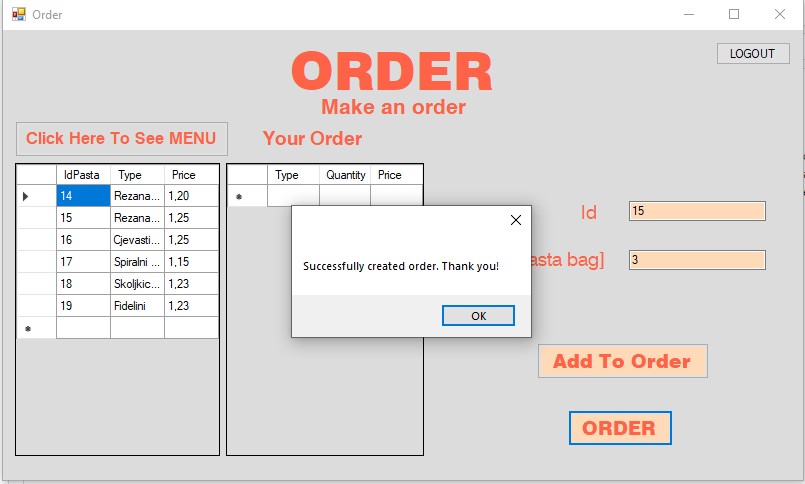 Order
LOGOUT
ORDER
Make an order
Click Here To See MENU
Your Order
IdPasta Type Price
14 Rezana... 1,20
15 Rezana... 1,25
16 Cjevasti... 1,25
17 Spiralni ... 1,15
18 Skoljkic... 1,23
19 Fidelini 1,23
Type Quantity Price
Successfully created order. Thank you!
OK
Id 15
asta bag] 3
Add To Order
ORDER